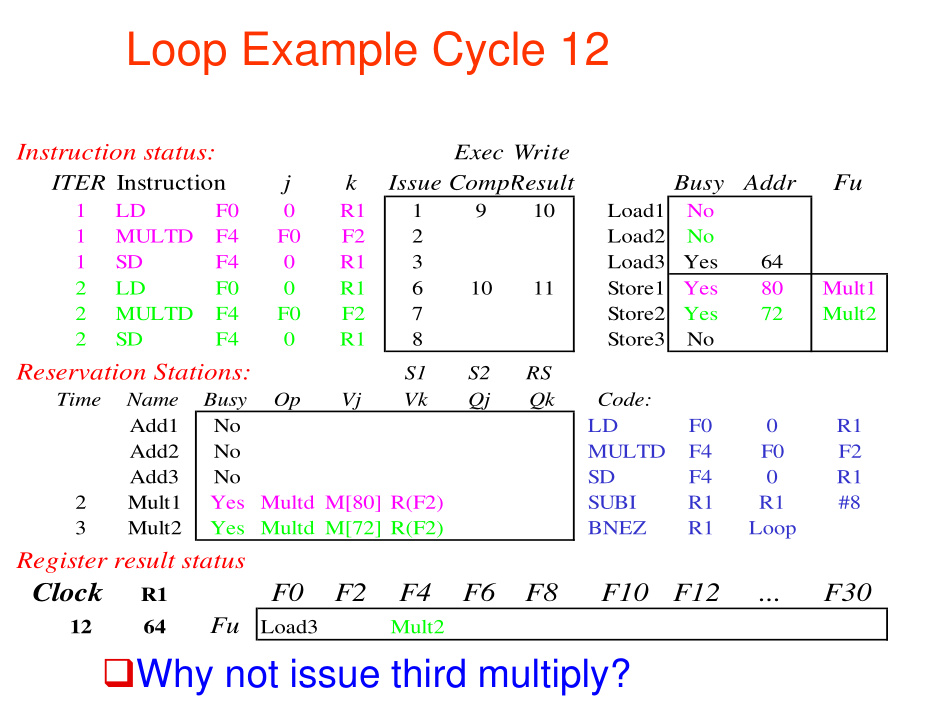 Loop Example Cycle 12
Instruction status: Exec Write
ITER Instruction j k Issue Comp Result Busy Addr Fu
1 LD F0 0 R1 1 9 10 Load1 No
1 MULTD F4 F0 F2 2 Load2 No
1 SD F4 0 R1 3 Load3 Yes 64
2 LD F0 0 R1 6 10 11 Store1 Yes 80 Mult1
2 MULTD F4 F0 F2 7 Store2 Yes 72 Mult2
2 SD F4 0 R1 8 Store3 No
Reservation Stations: S1 S2 RS
Time Name Busy Op Vj Vk Qj Qk Code:
Add1 No LD F0 0 R1
Add2 No MULTD F4 F0 F2
Add3 No SD F4 0 R1
2 Mult1 Yes Multd M[80] R(F2) SUBI R1 R1 #8
3 Mult2 Yes Multd M[72] R(F2) BNEZ R1 Loop
Register result status
Clock R1 F0 F2 F4 F6 F8 F10 F12 ... F30
12 64 Fu Load3 Mult2
❑Why not issue third multiply?